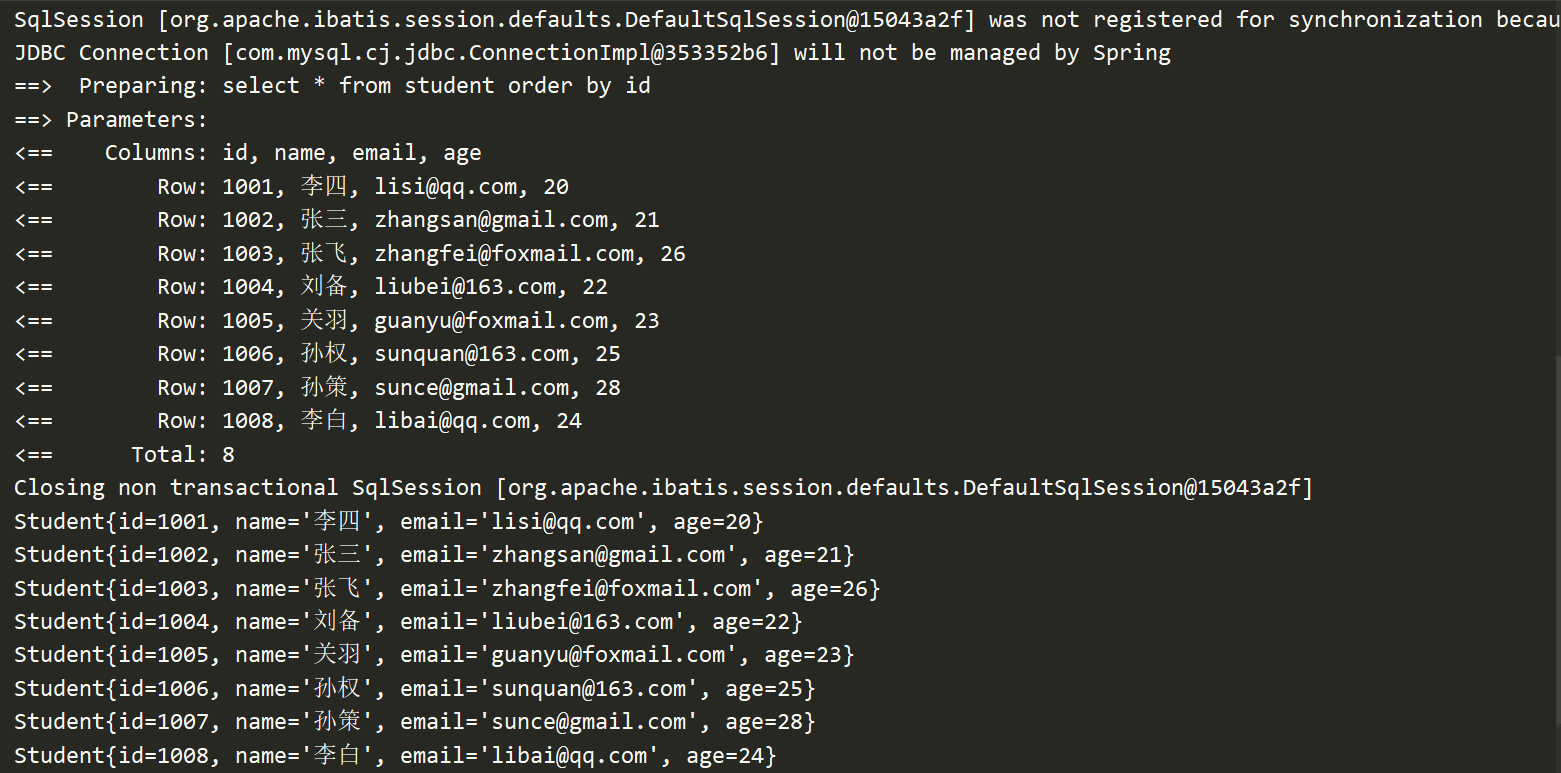 SqlSession [org.apache.ibatis.session.defaults.DefaultSqlSession@15043a2f] was not registered for synchronization becau
JDBC Connection [com.mysql.cj.jdbc.ConnectionImpl@353352b6] will not be managed by Spring
==>  Preparing: select * from student order by id
==> Parameters:
<==    Columns: id, name, email, age
<==        Row: 1001, 李四, lisi@qq.com, 20
<==        Row: 1002, 张三, zhangsan@gmail.com, 21
<==        Row: 1003, 张飞, zhangfei@foxmail.com, 26
<==        Row: 1004, 刘备, liubei@163.com, 22
<==        Row: 1005, 关羽, guanyu@foxmail.com, 23
<==        Row: 1006, 孙权, sunquan@163.com, 25
<==        Row: 1007, 孙策, sunce@gmail.com, 28
<==        Row: 1008, 李白, libai@qq.com, 24
<==      Total: 8
Closing non transactional SqlSession [org.apache.ibatis.session.defaults.DefaultSqlSession@15043a2f]
Student{id=1001, name='李四', email='lisi@qq.com', age=20}
Student{id=1002, name='张三', email='zhangsan@gmail.com', age=21}
Student{id=1003, name='张飞', email='zhangfei@foxmail.com', age=26}
Student{id=1004, name='刘备', email='liubei@163.com', age=22}
Student{id=1005, name='关羽', email='guanyu@foxmail.com', age=23}
Student{id=1006, name='孙权', email='sunquan@163.com', age=25}
Student{id=1007, name='孙策', email='sunce@gmail.com', age=28}
Student{id=1008, name='李白', email='libai@qq.com', age=24}